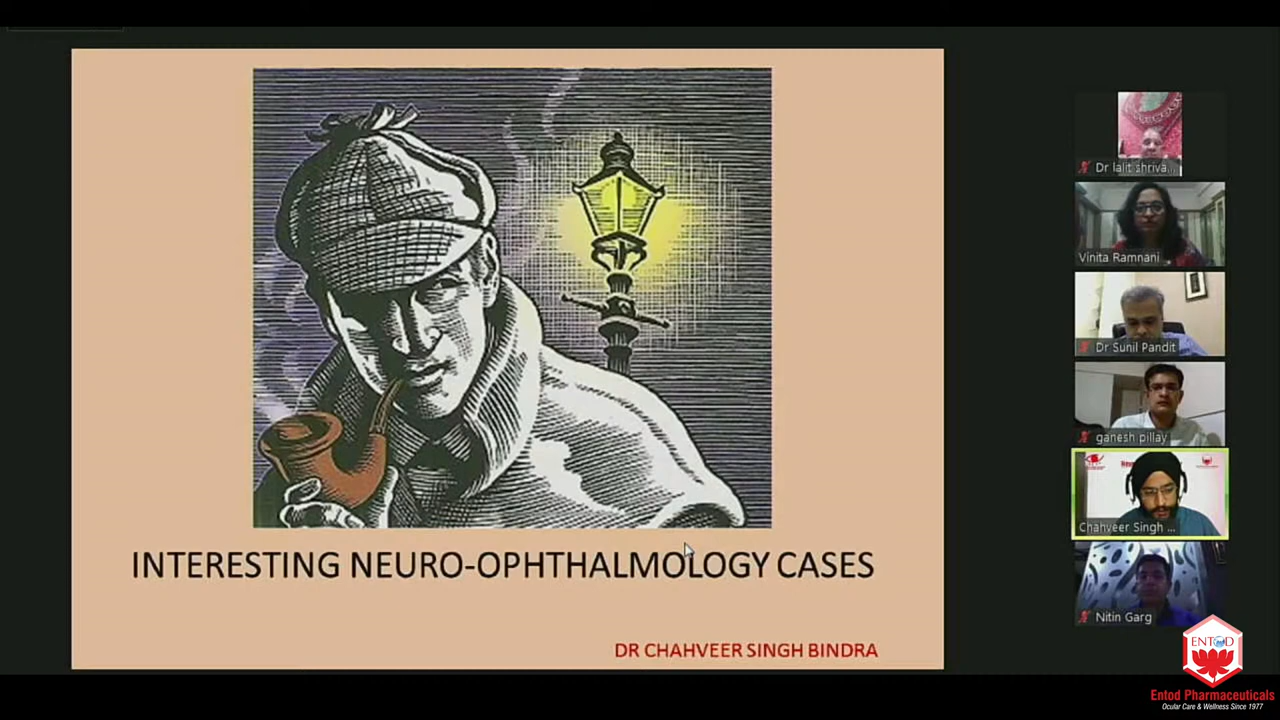 INTERESTING NEURO-OPHTHALMOLOGY CASES
DR CHAHVEER SINGH BINDRA
Dr lalit shriva...
Vinita Ramnani
Dr Sunil Pandit
ganesh pillay
Chahveer Singh ...
Nitin Garg
ENTOD
Entod Pharmaceuticals
Ocular Care & Wellness Since 1977